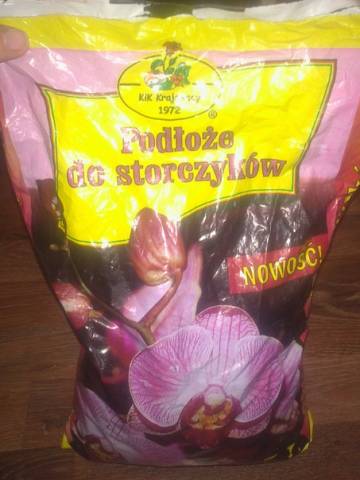 KiK Krajewscy
1972
®
Podłoże
do storczyków
NOWOŚĆ!